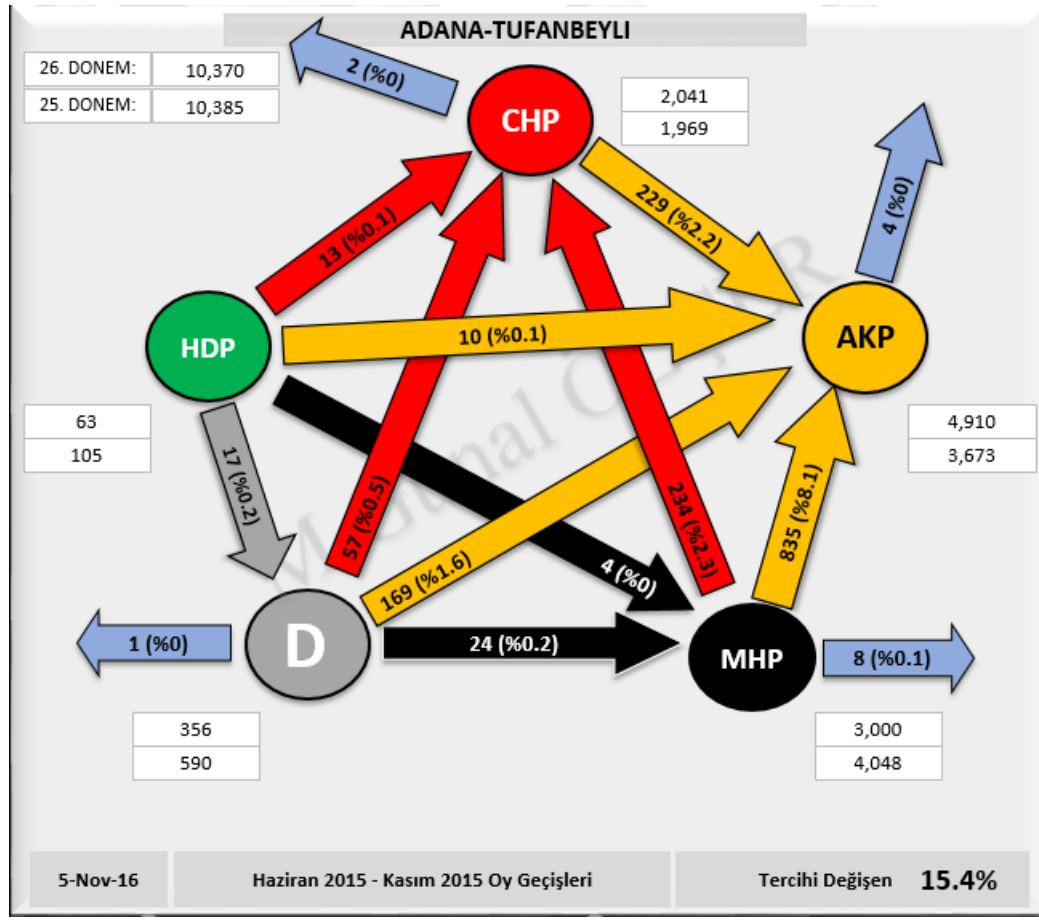 ADANA-TUFANBEYLI
26. DONEM: 10,370
25. DONEM: 10,385
2 (%0)
CHP
2,041
1,969
4 (%0)
13 (%0.1)
229 (%2.2)
HDP
10 (%0.1)
AKP
63
105
4,910
3,673
17 (%0.2)
57 (%0.5)
234 (%2.3)
835 (%8.1)
169 (%1.6)
4 (%0)
1 (%0)
D
24 (%0.2)
MHP
8 (%0.1)
356
590
3,000
4,048
5-Nov-16
Haziran 2015 - Kasım 2015 Oy Geçişleri
Tercihi Değişen 15.4%